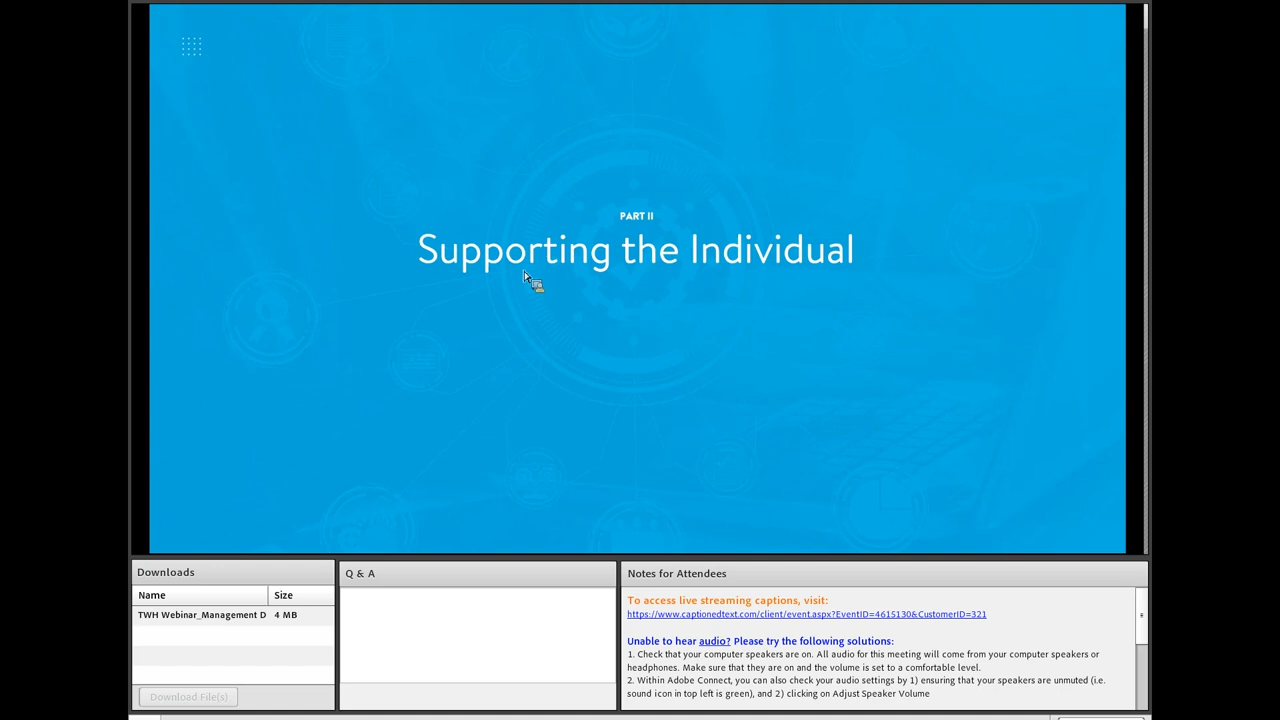 PART II
Supporting the Individual
Downloads
Name Size
TWH Webinar_Management D 4 MB
Download File(s)
Q & A
Notes for Attendees
To access live streaming captions, visit:
https://www.captionedtext.com/client/event.aspx?EventID=4615130&CustomerID=321
Unable to hear audio? Please try the following solutions:
1. Check that your computer speakers are on. All audio for this meeting will come from your computer speakers or
headphones. Make sure that they are on and the volume is set to a comfortable level.
2. Within Adobe Connect, you can also check your audio settings by 1) ensuring that your speakers are unmuted (i.e.
sound icon in top left is green), and 2) clicking on Adjust Speaker Volume